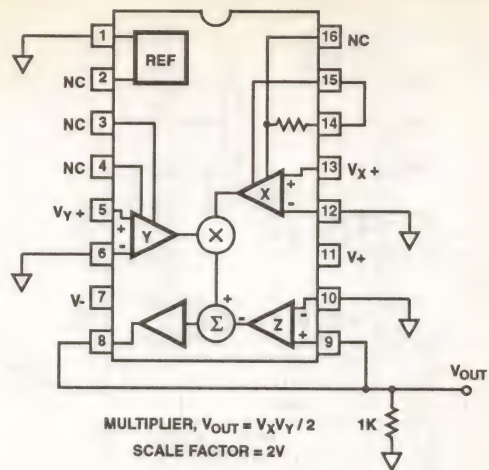 1
REF
16
NC
NC
2
15
NC
3
14
NC
4
X
+
-
13
VX +
VY +
5
+
-
Y
×
12
6
11
V+
V-
7
+
-
Σ
Z
-
+
10
8
9
VOUT
1K
MULTIPLIER, VOUT = VXVY / 2
SCALE FACTOR = 2V